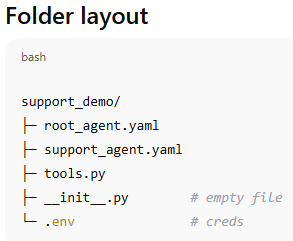 Folder layout
bash
support_demo/
├─ root_agent.yaml
├─ support_agent.yaml
├─ tools.py
├─ __init__.py # empty file
└─ .env # creds